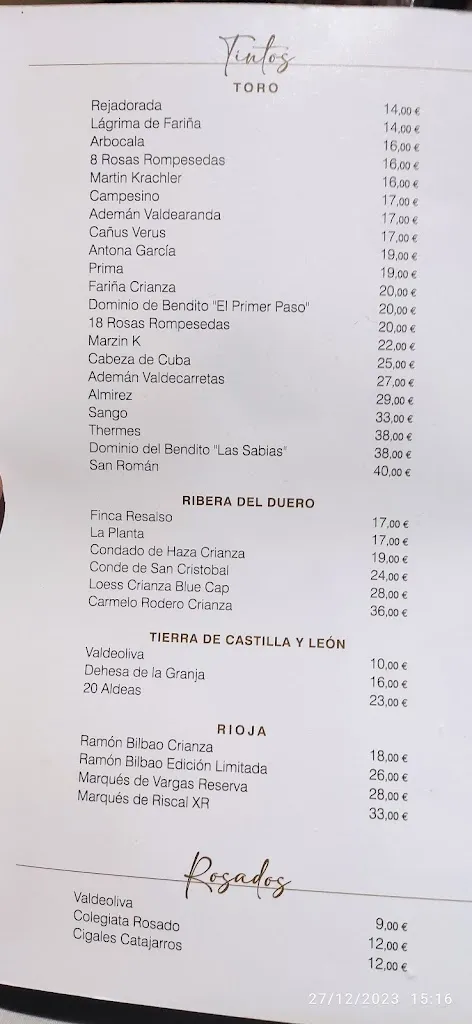 Tintos
TORO
Rejadorada 14,00 €
Lágrima de Fariña 14,00 €
Arbocala 16,00 €
8 Rosas Rompesedas 16,00 €
Martin Krachler 16,00 €
Campesino 17,00 €
Ademán Valdearanda 17,00 €
Cañus Verus 17,00 €
Antona García 19,00 €
Prima 19,00 €
Fariña Crianza 20,00 €
Dominio de Bendito "El Primer Paso" 20,00 €
18 Rosas Rompesedas 20,00 €
Marzin K 22,00 €
Cabeza de Cuba 25,00 €
Ademán Valdecarretas 27,00 €
Almirez 29,00 €
Sango 33,00 €
Thermes 38,00 €
Dominio del Bendito "Las Sabias" 38,00 €
San Román 40,00 €
RIBERA DEL DUERO
Finca Resalso 17,00 €
La Planta 17,00 €
Condado de Haza Crianza 19,00 €
Conde de San Cristobal 24,00 €
Loess Crianza Blue Cap 28,00 €
Carmelo Rodero Crianza 36,00 €
TIERRA DE CASTILLA Y LEÓN
Valdeoliva 10,00 €
Dehesa de la Granja 16,00 €
20 Aldeas 23,00 €
RIOJA
Ramón Bilbao Crianza 18,00 €
Ramón Bilbao Edición Limitada 26,00 €
Marqués de Vargas Reserva 28,00 €
Marqués de Riscal XR 33,00 €
Rosados
Valdeoliva 9,00 €
Colegiata Rosado 12,00 €
Cigales Catajarros 12,00 €
27/12/2023 15:16